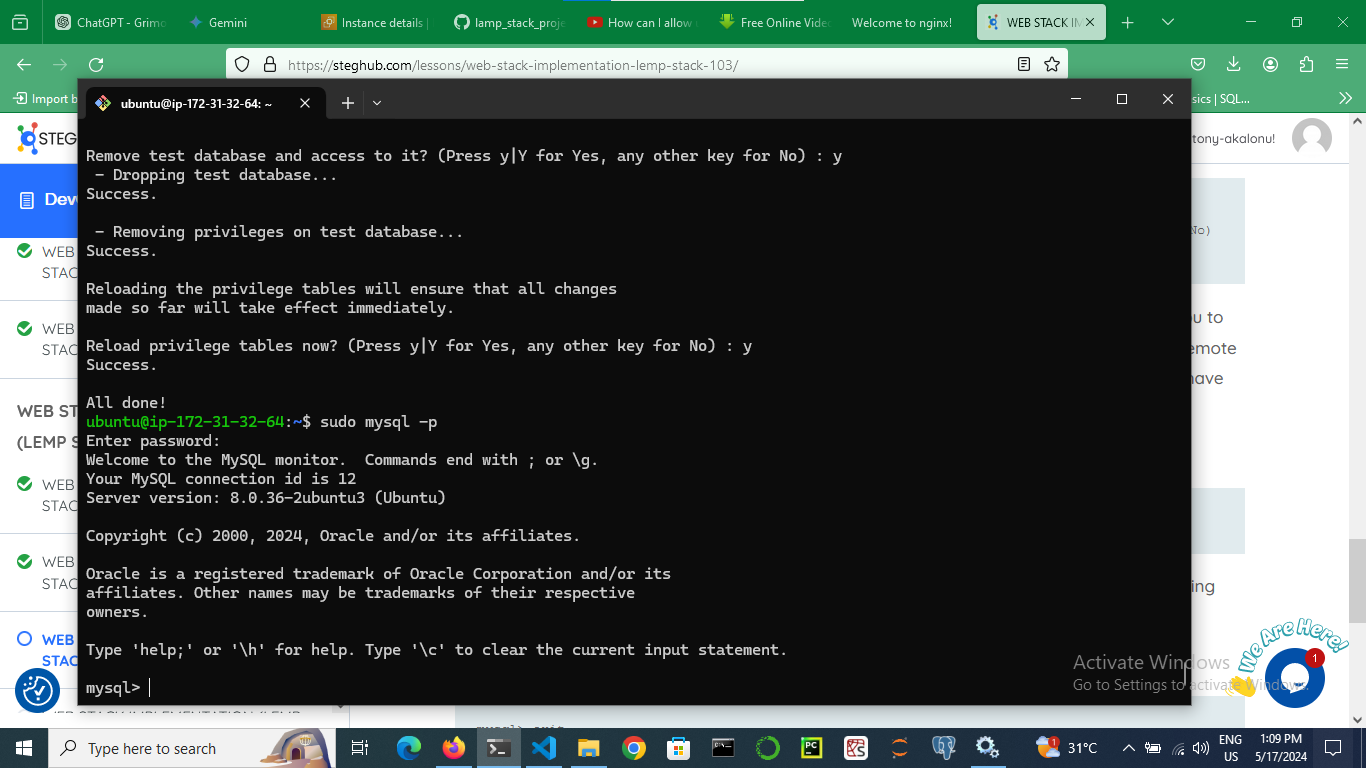 ChatGPT - Grimo
Gemini
Instance details |
lamp_stack_proje
How can I allow u
Free Online Vide
Welcome to nginx!
WEB STACK IM
https://steghub.com/lessons/web-stack-implementation-lemp-stack-103/
Import b
sics | SQL...
ubuntu@ip-172-31-32-64: ~
STEG
tony-akalonu!
Dev
WEB
STAC
WEB
STAC
WEB ST
(LEMP S
WEB
STAC
WEB
STAC
WEB
STAC
Remove test database and access to it? (Press y|Y for Yes, any other key for No) : y
- Dropping test database...
Success.
- Removing privileges on test database...
Success.
Reloading the privilege tables will ensure that all changes
made so far will take effect immediately.
Reload privilege tables now? (Press y|Y for Yes, any other key for No) : y
Success.
All done!
ubuntu@ip-172-31-32-64:~$ sudo mysql -p
Enter password:
Welcome to the MySQL monitor.  Commands end with ; or \g.
Your MySQL connection id is 12
Server version: 8.0.36-2ubuntu3 (Ubuntu)
Copyright (c) 2000, 2024, Oracle and/or its affiliates.
Oracle is a registered trademark of Oracle Corporation and/or its
affiliates. Other names may be trademarks of their respective
owners.
Type 'help;' or '\h' for help. Type '\c' to clear the current input statement.
mysql>
No)
u to
emote
have
ing
We Are Here!
1
Activate Windows
Go to Settings to activate Windows.
Type here to search
PC
1
31°C
ENG
US
1:09 PM
5/17/2024